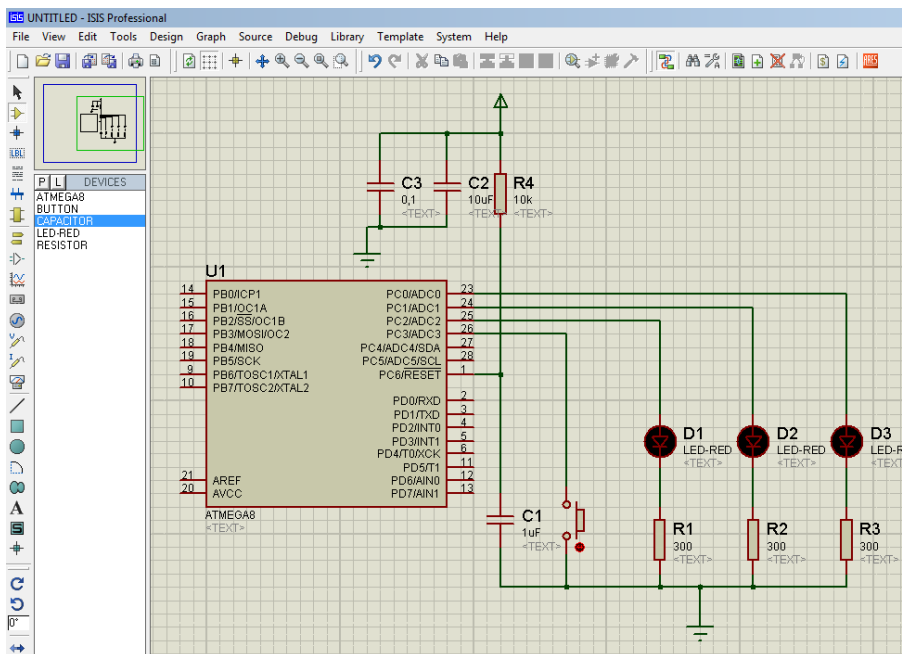 ISIS UNTITLED - ISIS Professional
File View Edit Tools Design Graph Source Debug Library Template System Help
ARES
LBL
P L DEVICES
ATMEGA8
BUTTON
CAPACITOR
LED-RED
RESISTOR
A
S
0°
C3
0,1
<TEXT>
C2
10uF
<TEXT>
R4
10k
<TEXT>
U1
14 PB0/ICP1
15 PB1/OC1A
16 PB2/SS/OC1B
17 PB3/MOSI/OC2
18 PB4/MISO
19 PB5/SCK
9 PB6/TOSC1/XTAL1
10 PB7/TOSC2/XTAL2
21 AREF
20 AVCC
PC0/ADC0 23
PC1/ADC1 24
PC2/ADC2 25
PC3/ADC3 26
PC4/ADC4/SDA 27
PC5/ADC5/SCL 28
PC6/RESET 1
PD0/RXD 2
PD1/TXD 3
PD2/INT0 4
PD3/INT1 5
PD4/T0/XCK 6
PD5/T1 11
PD6/AIN0 12
PD7/AIN1 13
ATMEGA8
<TEXT>
D1
LED-RED
<TEXT>
D2
LED-RED
<TEXT>
D3
LED-R
<TEXT>
C1
1uF
<TEXT>
R1
300
<TEXT>
R2
300
<TEXT>
R3
300
<TEXT>